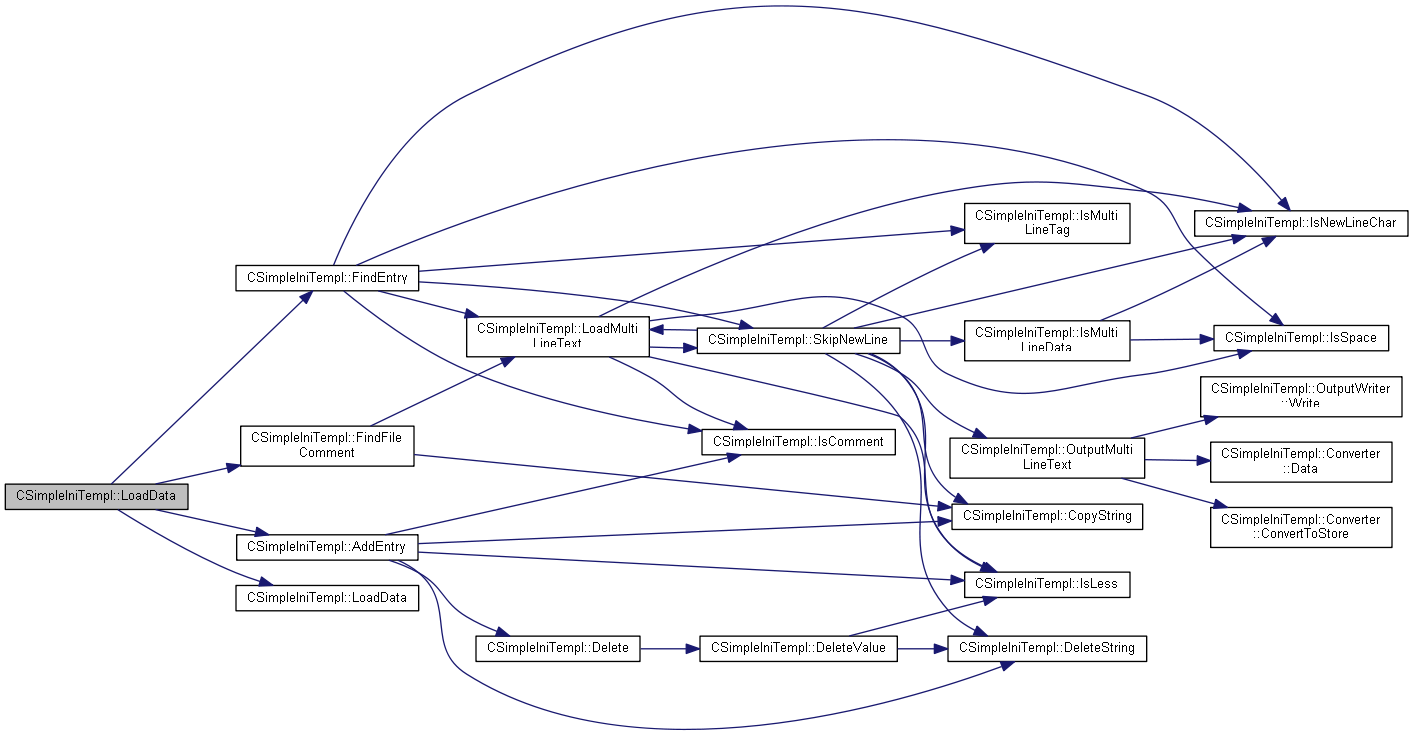 CSimpleIniTempl::LoadData
CSimpleIniTempl::FindEntry
CSimpleIniTempl::FindFile
Comment
CSimpleIniTempl::AddEntry
CSimpleIniTempl::LoadData
CSimpleIniTempl::LoadMulti
LineText
CSimpleIniTempl::Delete
CSimpleIniTempl::SkipNewLine
CSimpleIniTempl::IsComment
CSimpleIniTempl::DeleteValue
CSimpleIniTempl::IsMulti
LineTag
CSimpleIniTempl::IsMulti
LineData
CSimpleIniTempl::OutputMulti
LineText
CSimpleIniTempl::CopyString
CSimpleIniTempl::IsLess
CSimpleIniTempl::DeleteString
CSimpleIniTempl::IsNewLineChar
CSimpleIniTempl::IsSpace
CSimpleIniTempl::OutputWriter
::Write
CSimpleIniTempl::Converter
::Data
CSimpleIniTempl::Converter
::ConvertToStore